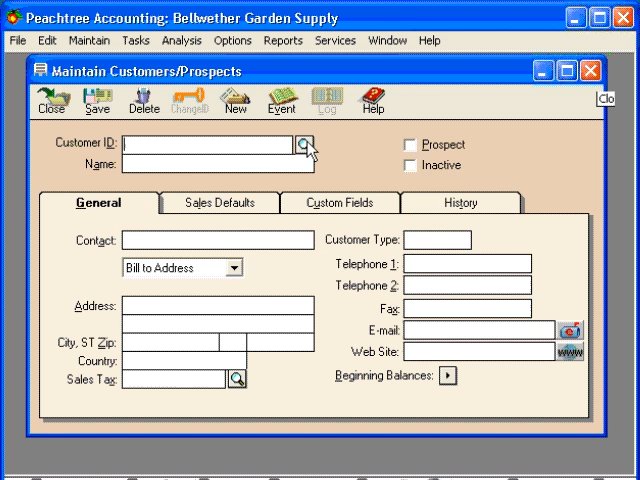 Peachtree Accounting: Bellwether Garden Supply
File Edit Maintain Tasks Analysis Options Reports Services Window Help
Maintain Customers/Prospects
Close Save Delete ChangeID New Event Log Help
Clo
Customer ID:
Prospect
Name:
Inactive
General Sales Defaults Custom Fields History
Contact:
Customer Type:
Bill to Address
Telephone 1:
Telephone 2:
Address:
Fax:
E-mail:
City, ST Zip:
Web Site: WWW
Country:
Sales Tax:
Beginning Balances: